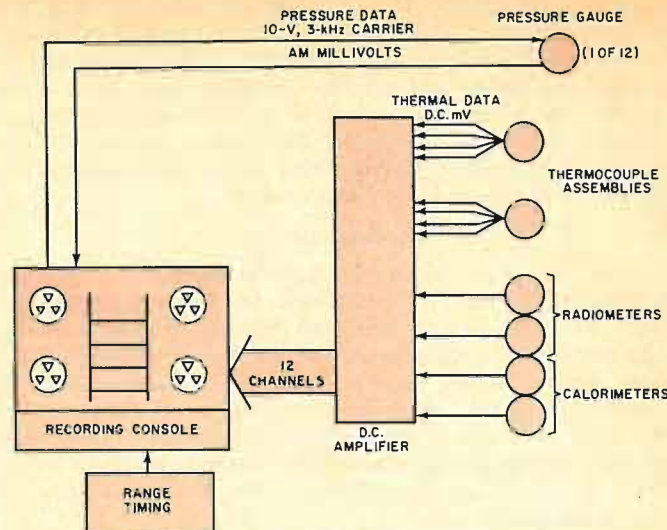 PRESSURE DATA
10-V, 3-kHz CARRIER
AM MILLIVOLTS
PRESSURE GAUGE
(1 OF 12)
THERMAL DATA
D.C. mV
THERMOCOUPLE
ASSEMBLIES
RADIOMETERS
CALORIMETERS
12
CHANNELS
D.C.
AMPLIFIER
RECORDING CONSOLE
RANGE
TIMING